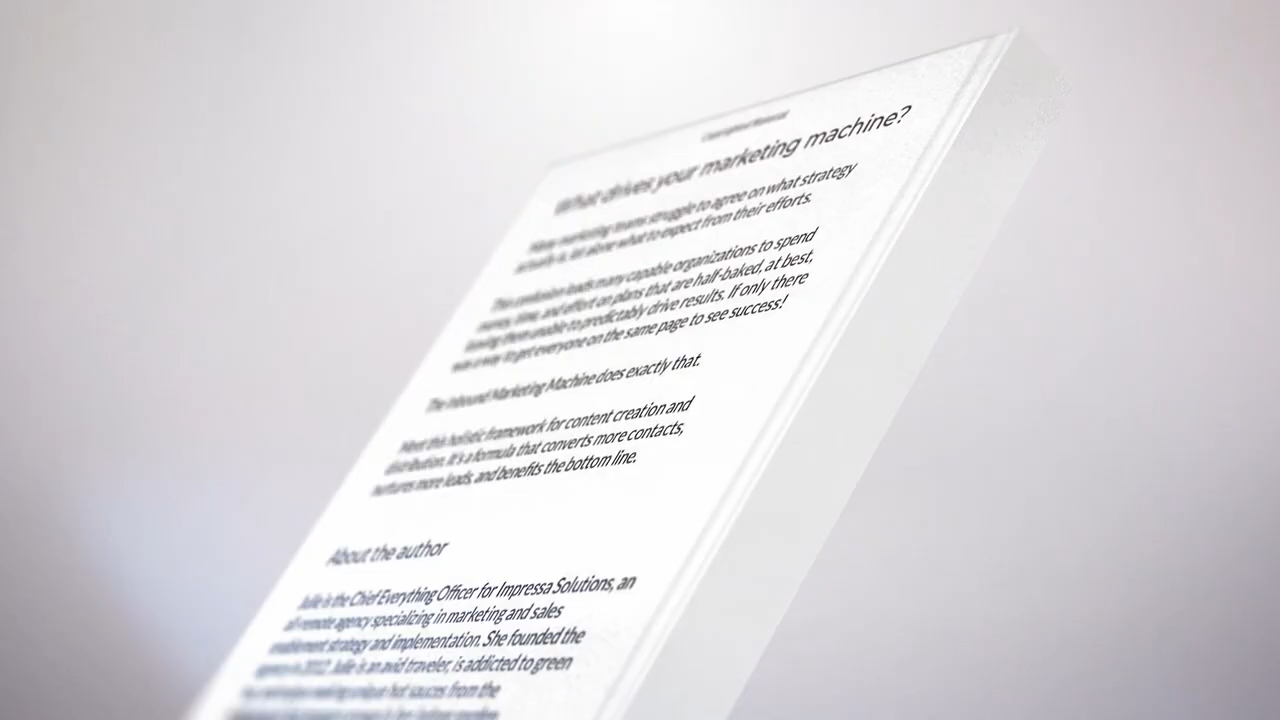 Copyrighted Material
What drives your marketing machine?
Many marketing teams struggle to agree on what strategy
actually is, let alone what to expect from their efforts.
This confusion leads many capable organizations to spend
money, time, and effort on plans that are half-baked, at best,
leaving them unable to predictably drive results. If only there
was a way to get everyone on the same page to see success!
The Inbound Marketing Machine does exactly that.
Meet this holistic framework for content creation and
distribution. It's a formula that converts more contacts,
nurtures more leads, and benefits the bottom line.
About the author
Julie is the Chief Everything Officer for Impressa Solutions, an
all-remote agency specializing in marketing and sales
enablement strategy and implementation. She founded the
agency in 2012. Julie is an avid traveler, is addicted to green
making unique hot sauces from the